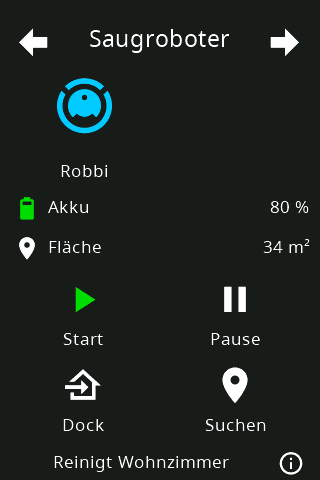 Saugroboter
Robbi
Akku 80 %
Fläche 34 m²
Start Pause
Dock Suchen
Reinigt Wohnzimmer